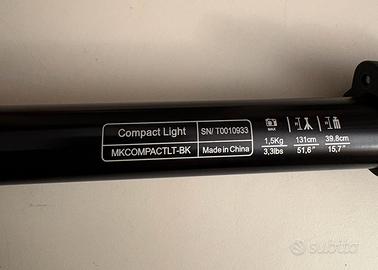 Compact Light SN/ T0010933
MKCOMPACTLT-BK Made in China
MAX
1,5Kg 131cm 39.8cm
3,3lbs 51,6" 15,7"
subito